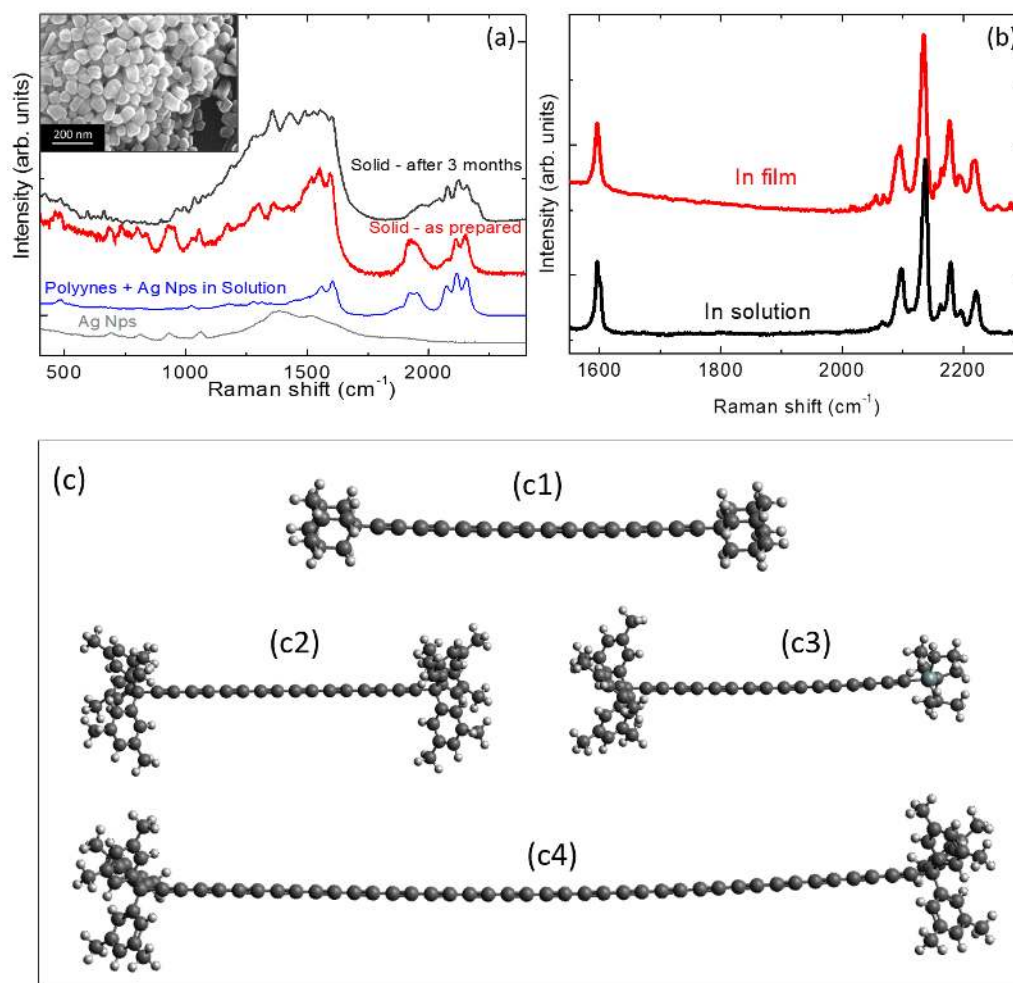 (a)
200 nm
Intensity (arb. units)
Solid - after 3 months
Solid - as prepared
Polyynes + Ag Nps in Solution
Ag Nps
500 1000 1500 2000
Raman shift (cm⁻¹)
(b)
Intensity (arb. units)
In film
In solution
1600 1800 2000 2200
Raman shift (cm⁻¹)
(c)
(c1)
(c2)
(c3)
(c4)